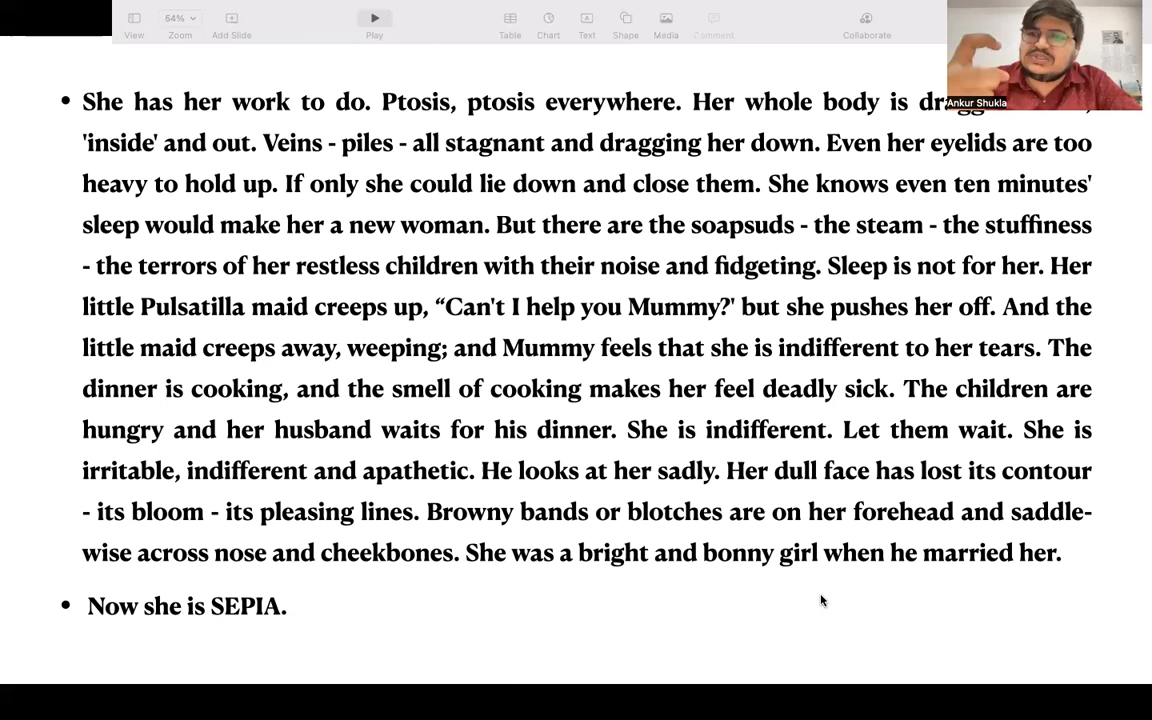 54%
View
Zoom
Add Slide
Play
Table
Chart
Text
Shape
Media
Comment
Collaborate
Ankur Shukla
• She has her work to do. Ptosis, ptosis everywhere. Her whole body is
'inside' and out. Veins - piles - all stagnant and dragging her down. Even her eyelids are too
heavy to hold up. If only she could lie down and close them. She knows even ten minutes'
sleep would make her a new woman. But there are the soapsuds - the steam - the stuffiness
- the terrors of her restless children with their noise and fidgeting. Sleep is not for her. Her
little Pulsatilla maid creeps up, “Can't I help you Mummy?' but she pushes her off. And the
little maid creeps away, weeping; and Mummy feels that she is indifferent to her tears. The
dinner is cooking, and the smell of cooking makes her feel deadly sick. The children are
hungry and her husband waits for his dinner. She is indifferent. Let them wait. She is
irritable, indifferent and apathetic. He looks at her sadly. Her dull face has lost its contour
- its bloom - its pleasing lines. Browny bands or blotches are on her forehead and saddle-
wise across nose and cheekbones. She was a bright and bonny girl when he married her.
• Now she is SEPIA.